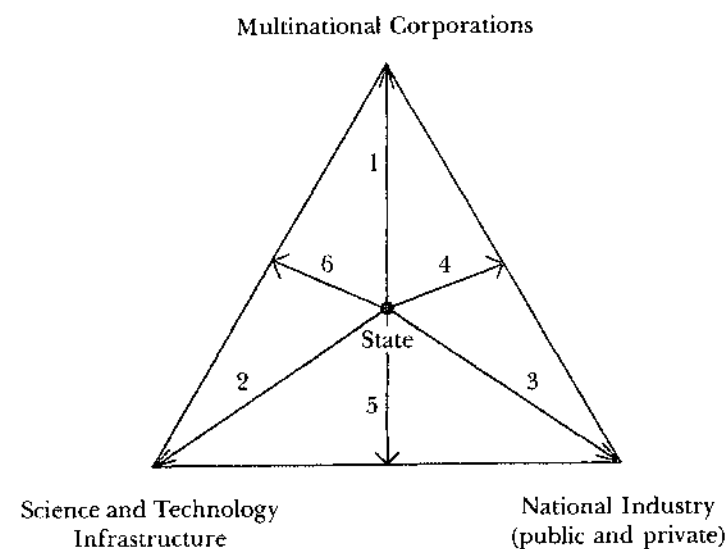 Multinational Corporations
1
6
4
State
2
3
5
Science and Technology
Infrastructure
National Industry
(public and private)